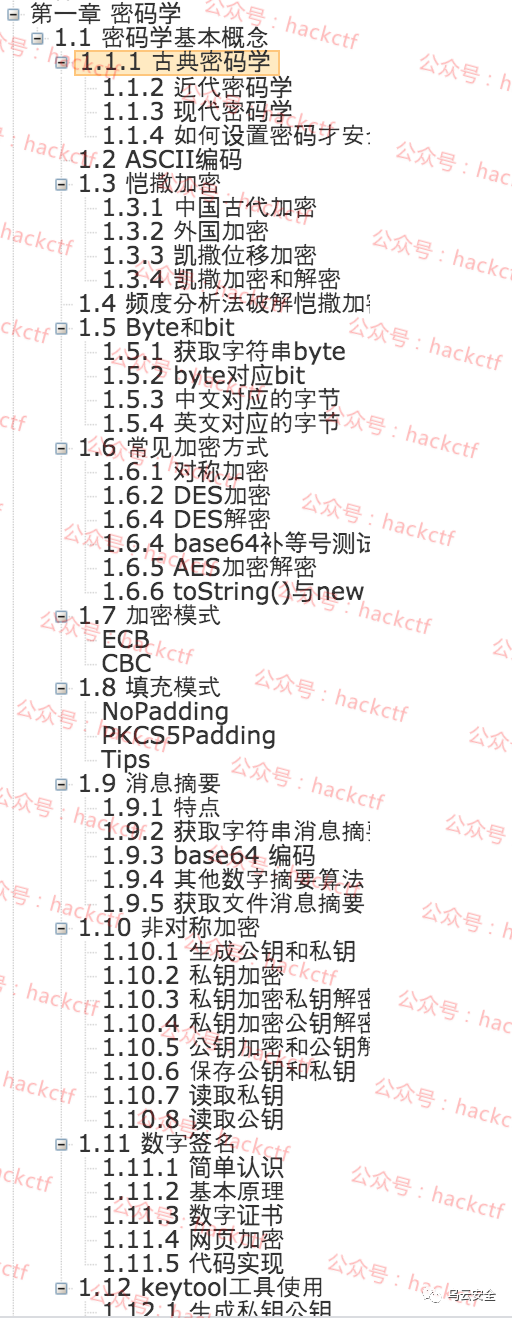 第一章 密码学
1.1 密码学基本概念
1.1.1 古典密码学
1.1.2 近代密码学
1.1.3 现代密码学
1.1.4 如何设置密码才安
1.2 ASCII编码
1.3 恺撒加密
1.3.1 中国古代加密
1.3.2 外国加密
1.3.3 凯撒位移加密
1.3.4 凯撒加密和解密
1.4 频度分析法破解恺撒加
1.5 Byte和bit
1.5.1 获取字符串byte
1.5.2 byte对应bit
1.5.3 中文对应的字节
1.5.4 英文对应的字节
1.6 常见加密方式
1.6.1 对称加密
1.6.2 DES加密
1.6.4 DES解密
1.6.4 base64补等号测试
1.6.5 AES加密解密
1.6.6 toString()与new
1.7 加密模式
ECB
CBC
1.8 填充模式
NoPadding
PKCS5Padding
Tips
1.9 消息摘要
1.9.1 特点
1.9.2 获取字符串消息摘
1.9.3 base64 编码
1.9.4 其他数字摘要算法
1.9.5 获取文件消息摘要
1.10 非对称加密
1.10.1 生成公钥和私钥
1.10.2 私钥加密
1.10.3 私钥加密私钥解密
1.10.4 私钥加密公钥解密
1.10.5 公钥加密和公钥解
1.10.6 保存公钥和私钥
1.10.7 读取私钥
1.10.8 读取公钥
1.11 数字签名
1.11.1 简单认识
1.11.2 基本原理
1.11.3 数字证书
1.11.4 网页加密
1.11.5 代码实现
1.12 keytool工具使用
1.12.1 生成私钥公钥
公众号：hackctf
乌云安全